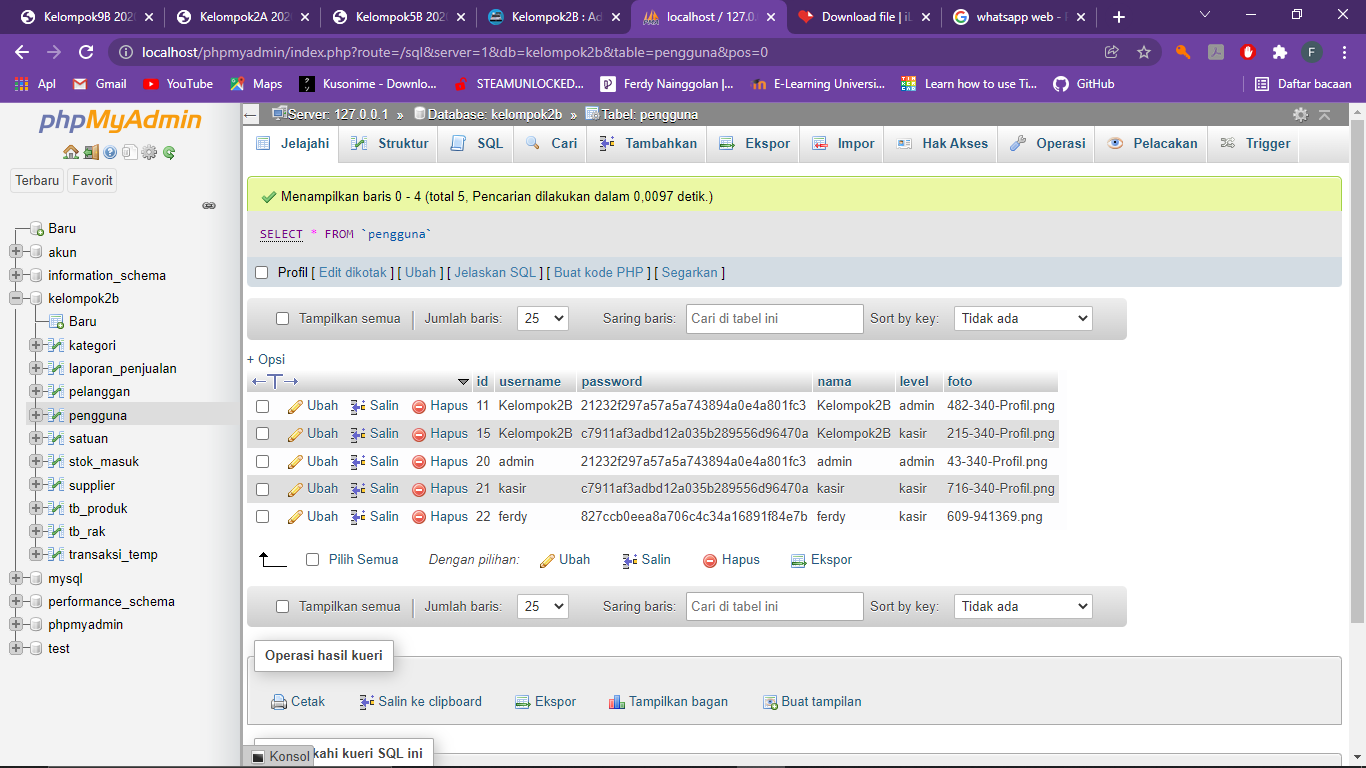 Kelompok9B 202
Kelompok2A 202
Kelompok5B 202
Kelompok2B : Ad
localhost / 127.0.
Download file | iL
whatsapp web - P
localhost/phpmyadmin/index.php?route=/sql&server=1&db=kelompok2b&table=pengguna&pos=0
F
Apl
Gmail
YouTube
Maps
Kusonime - Downlo...
STEAMUNLOCKED...
Ferdy Nainggolan |...
E-Learning Universi...
Learn how to use Ti...
GitHub
Daftar bacaan
phpMyAdmin
Terbaru
Favorit
Baru
akun
information_schema
kelompok2b
Baru
kategori
laporan_penjualan
pelanggan
pengguna
satuan
stok_masuk
supplier
tb_produk
tb_rak
transaksi_temp
mysql
performance_schema
phpmyadmin
test
Server: 127.0.0.1 » Database: kelompok2b » Tabel: pengguna
Jelajahi Struktur SQL Cari Tambahkan Ekspor Impor Hak Akses Operasi Pelacakan Trigger
Menampilkan baris 0 - 4 (total 5, Pencarian dilakukan dalam 0,0097 detik.)
SELECT * FROM `pengguna`
Profil [ Edit dikotak ] [ Ubah ] [ Jelaskan SQL ] [ Buat kode PHP ] [ Segarkan ]
Tampilkan semua | Jumlah baris: 25 Saring baris: Cari di tabel ini Sort by key: Tidak ada
+ Opsi
←T→ id username password nama level foto
Ubah Salin Hapus 11 Kelompok2B 21232f297a57a5a743894a0e4a801fc3 Kelompok2B admin 482-340-Profil.png
Ubah Salin Hapus 15 Kelompok2B c7911af3adbd12a035b289556d96470a Kelompok2B kasir 215-340-Profil.png
Ubah Salin Hapus 20 admin 21232f297a57a5a743894a0e4a801fc3 admin admin 43-340-Profil.png
Ubah Salin Hapus 21 kasir c7911af3adbd12a035b289556d96470a kasir kasir 716-340-Profil.png
Ubah Salin Hapus 22 ferdy 827ccb0eea8a706c4c34a16891f84e7b ferdy kasir 609-941369.png
Pilih Semua Dengan pilihan: Ubah Salin Hapus Ekspor
Tampilkan semua | Jumlah baris: 25 Saring baris: Cari di tabel ini Sort by key: Tidak ada
Operasi hasil kueri
Cetak Salin ke clipboard Ekspor Tampilkan bagan Buat tampilan
Konsol
kahi kueri SQL ini